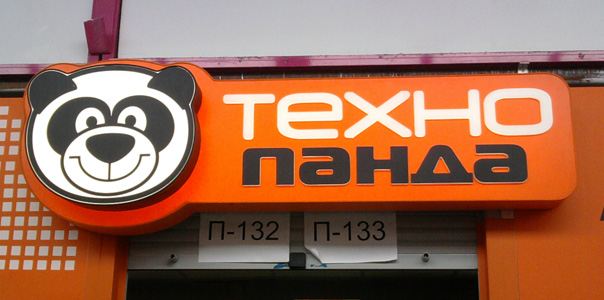 техно
панда
П-132 П-133